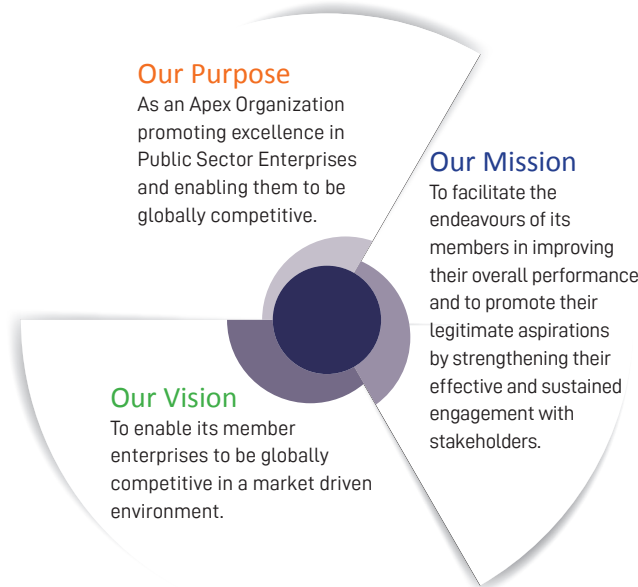 Our Purpose
As an Apex Organization
promoting excellence in
Public Sector Enterprises
and enabling them to be
globally competitive.
Our Mission
To facilitate the
endeavours of its
members in improving
their overall performance
and to promote their
legitimate aspirations
by strengthening their
effective and sustained
engagement with
stakeholders.
Our Vision
To enable its member
enterprises to be globally
competitive in a market driven
environment.